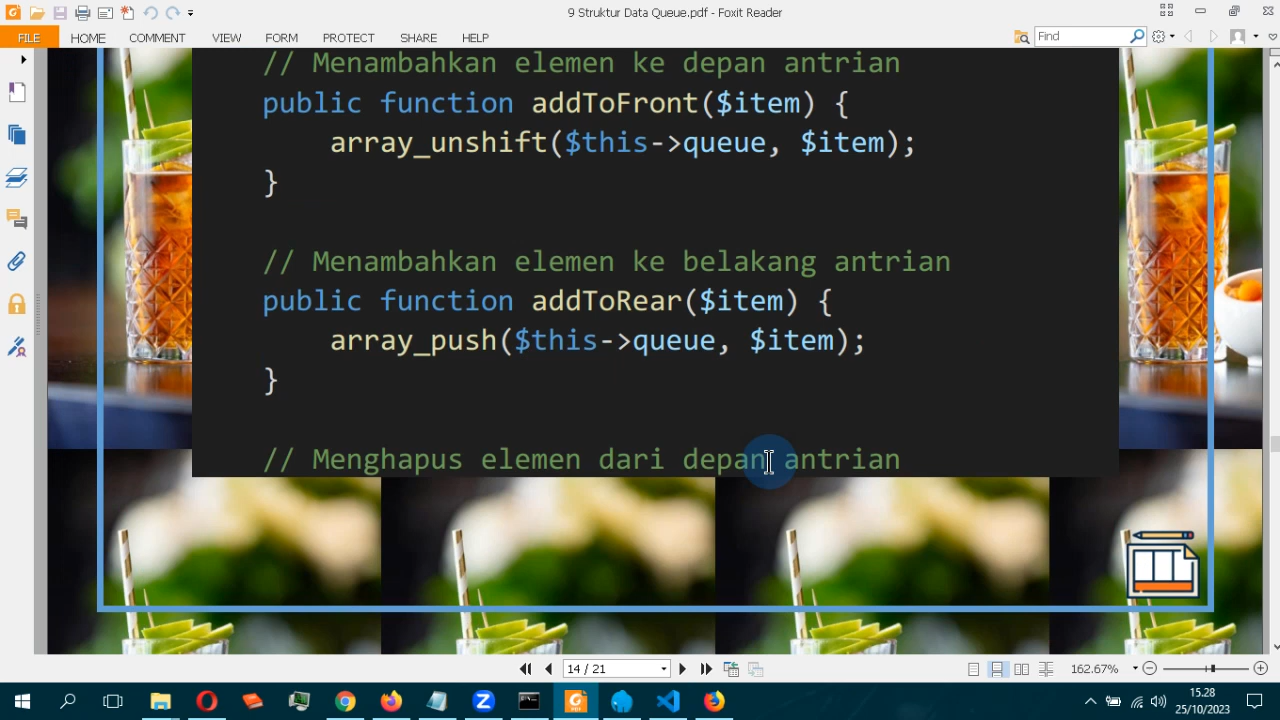 9 Struktur Data Queue.pdf - Foxit Reader
FILE HOME COMMENT VIEW FORM PROTECT SHARE HELP
Find
// Menambahkan elemen ke depan antrian
public function addToFront($item) {
array_unshift($this->queue, $item);
}
// Menambahkan elemen ke belakang antrian
public function addToRear($item) {
array_push($this->queue, $item);
}
// Menghapus elemen dari depan antrian
14 / 21
162.67%
15.28
25/10/2023